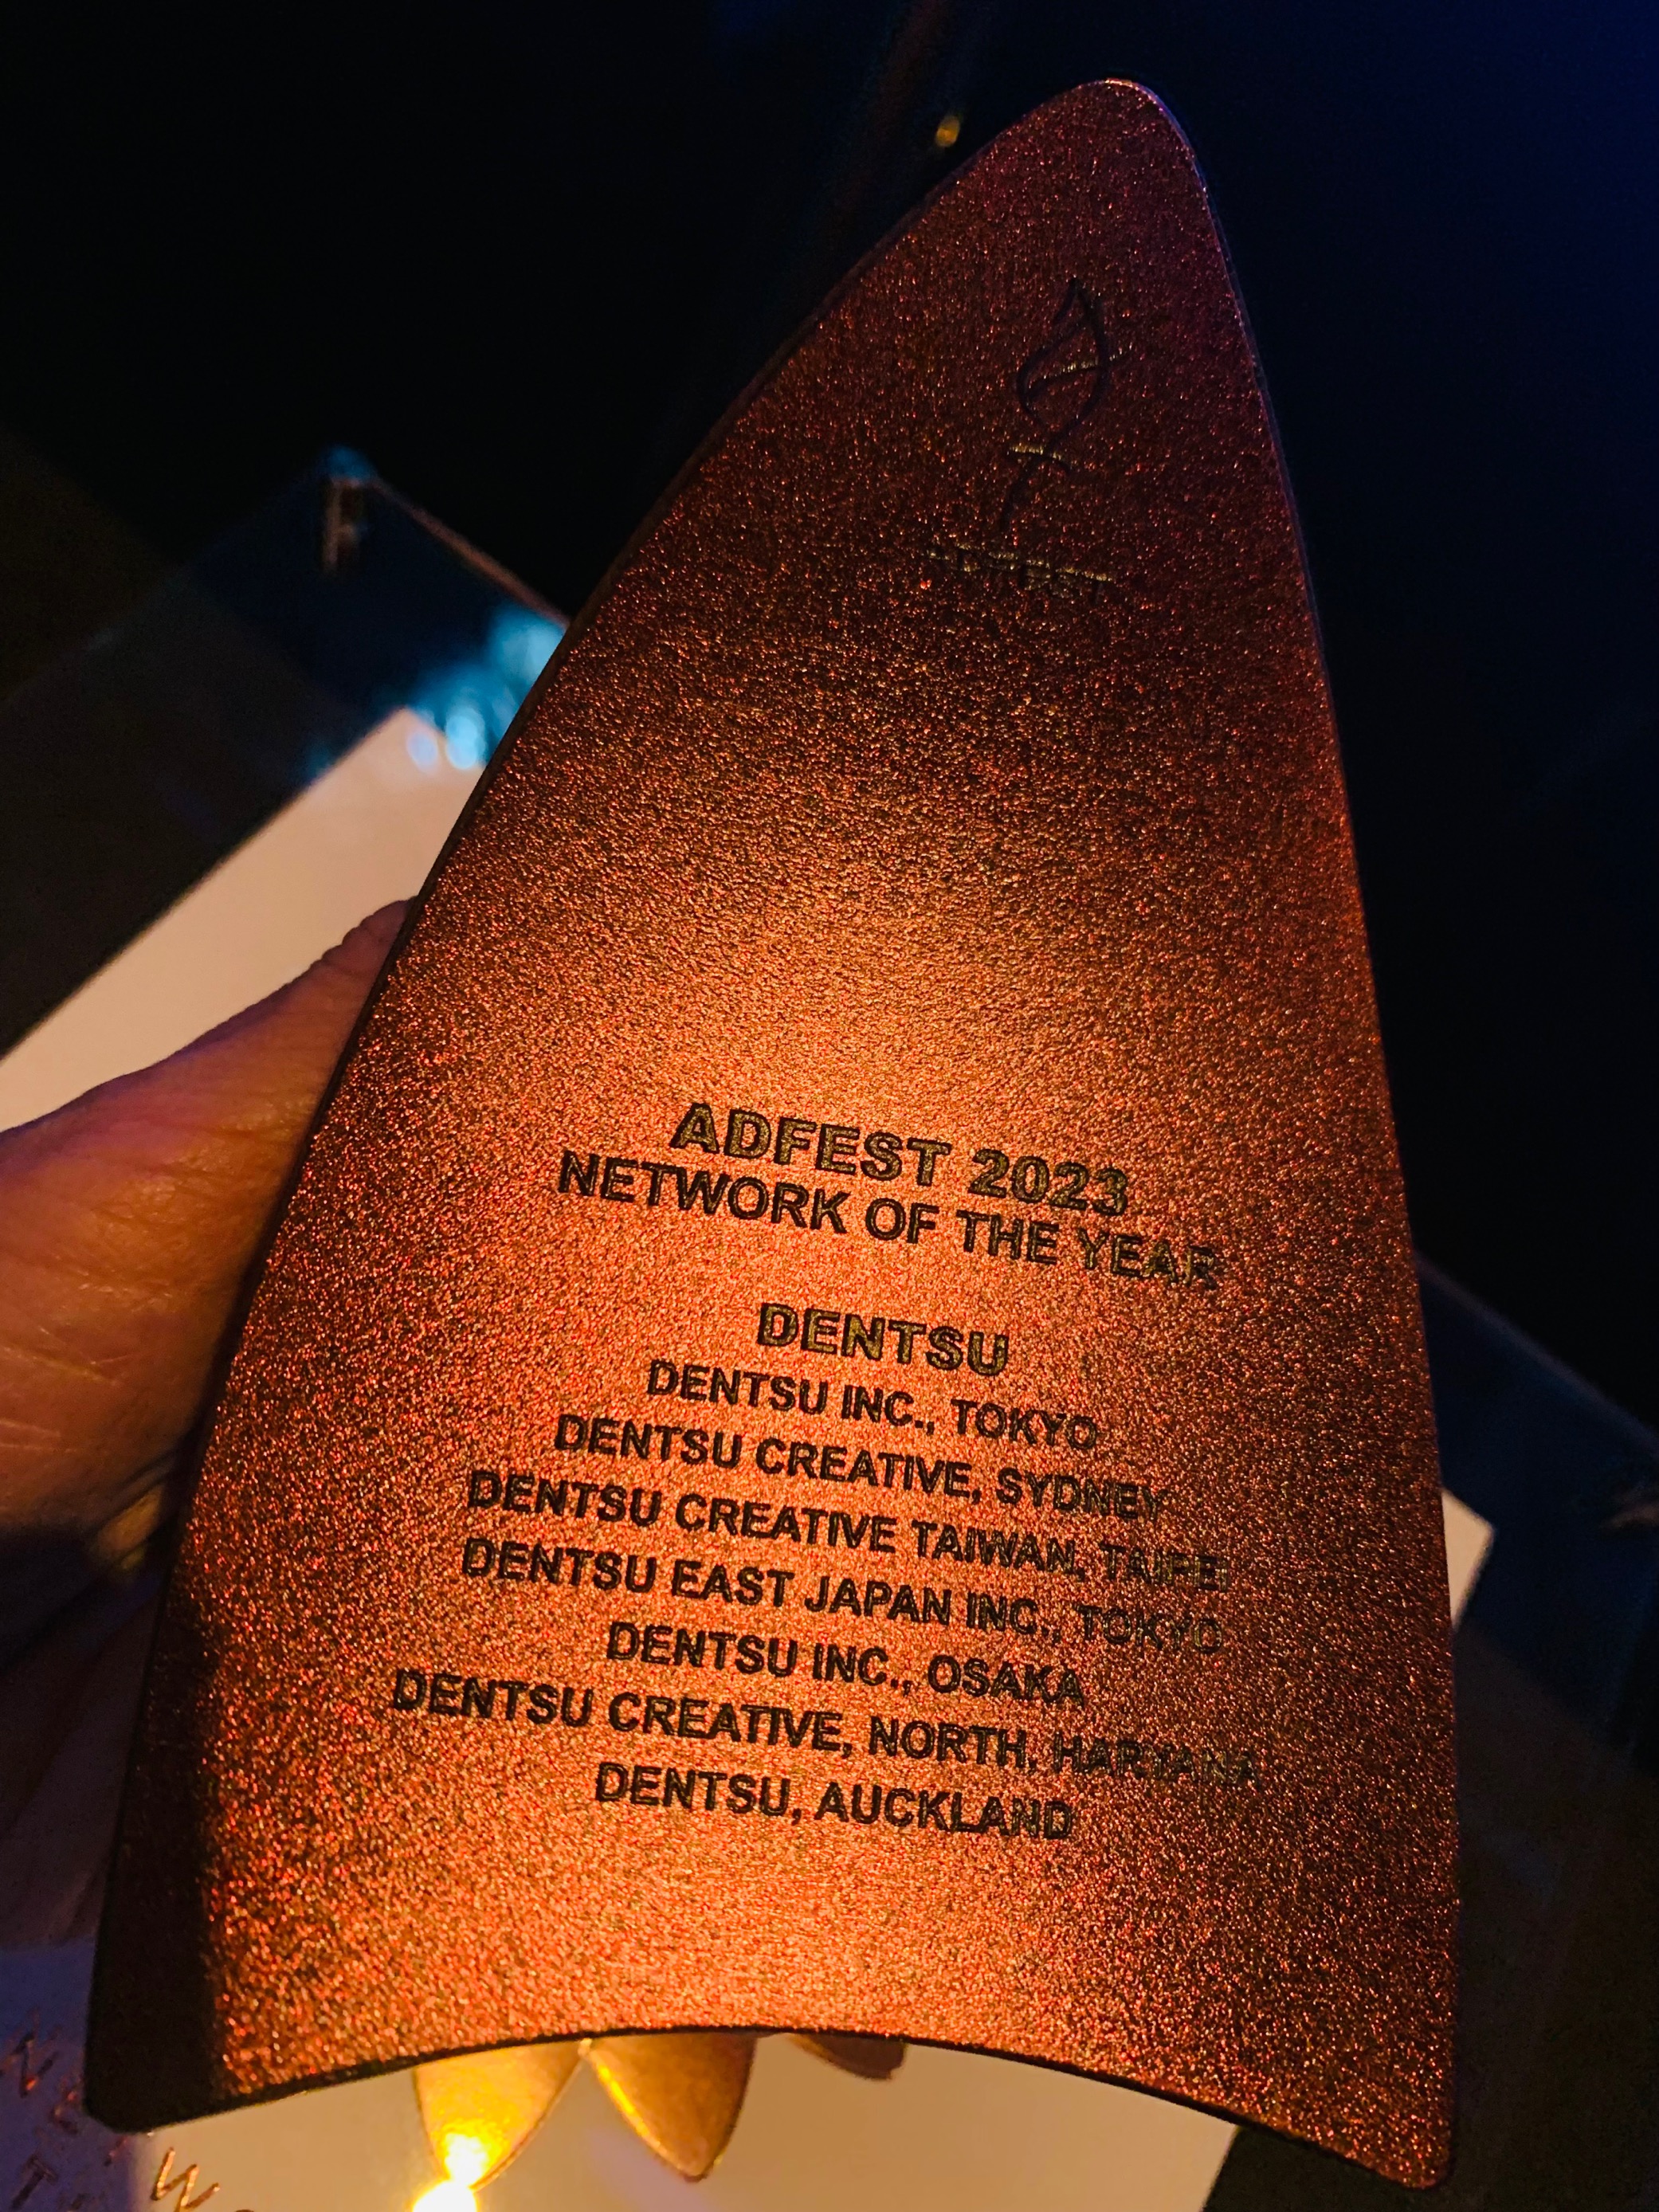 ADFEST
ADFEST 2023
NETWORK OF THE YEAR
DENTSU
DENTSU INC., TOKYO
DENTSU CREATIVE, SYDNEY
DENTSU CREATIVE TAIWAN, TAIPEI
DENTSU EAST JAPAN INC., TOKYO
DENTSU INC., OSAKA
DENTSU CREATIVE, NORTH, HARYANA
DENTSU, AUCKLAND